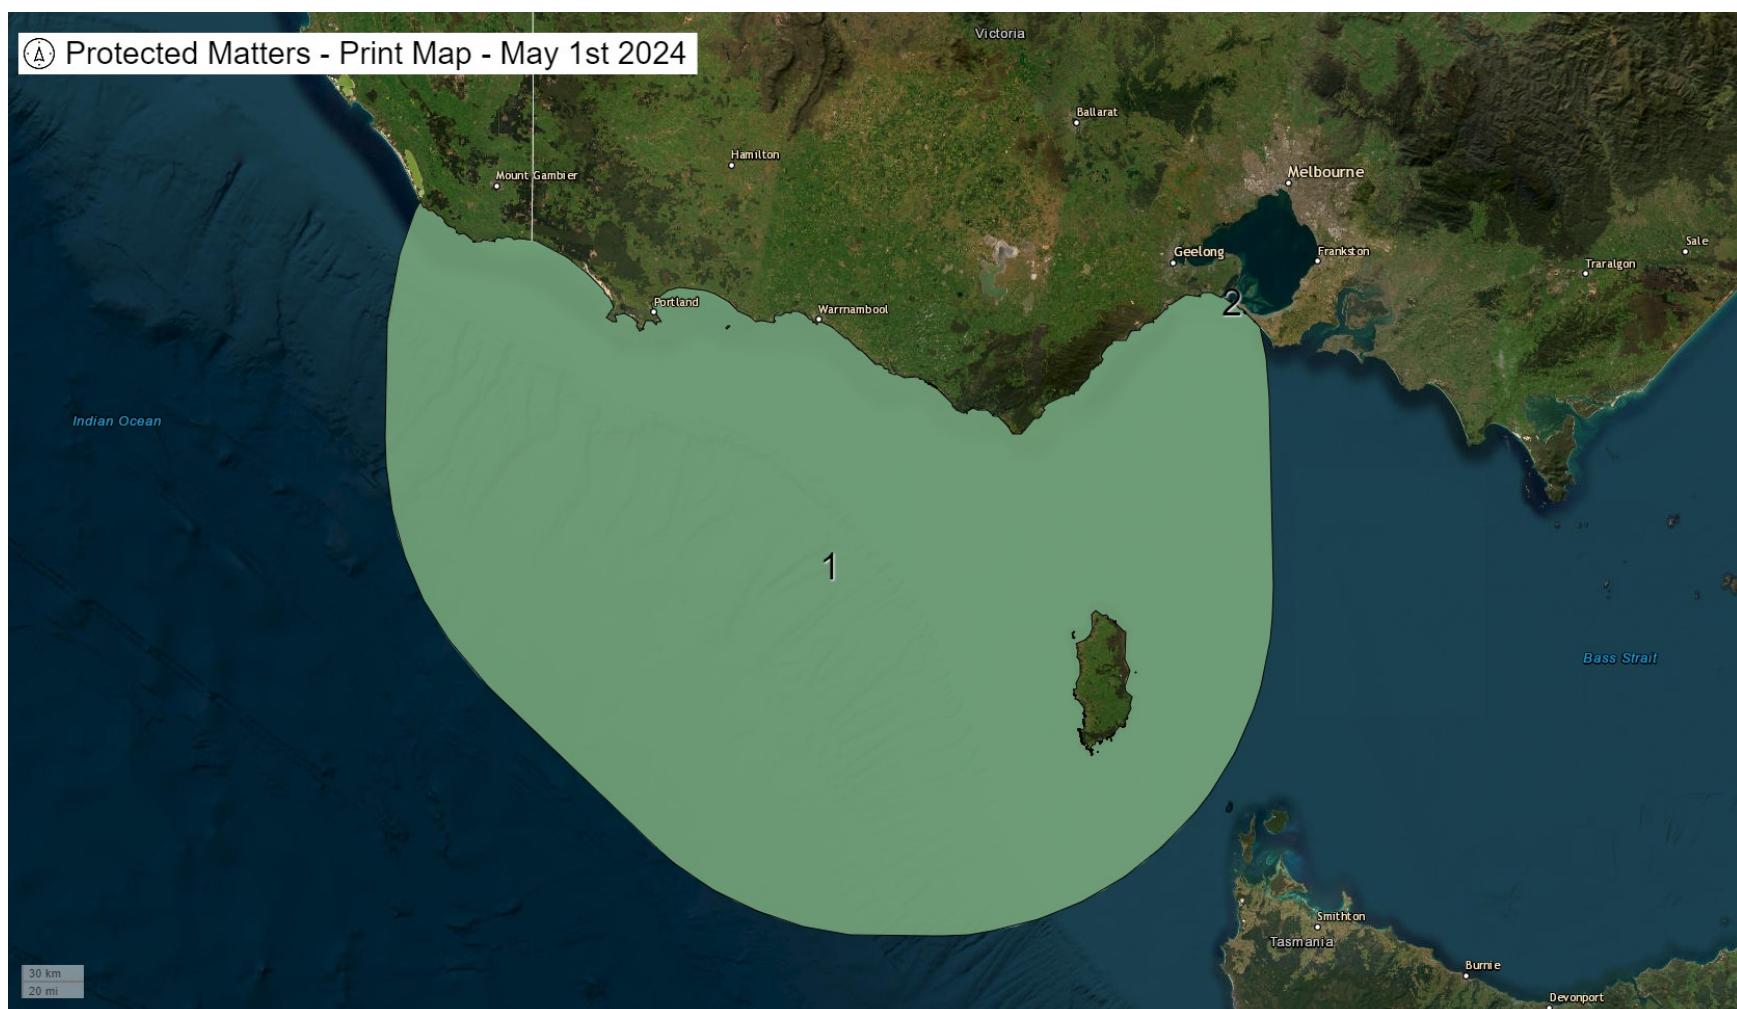 Victoria
Protected Matters - Print Map - May 1st 2024
Ballarat
Hamilton
Mount Gambier
Melbourne
Sale
Geelong
Frankston
Traralgon
2
Portland
Warrnambool
Indian Ocean
1
Bass Strait
Smithton
Tasmania
Burnie
30 km
20 mi
Devonport